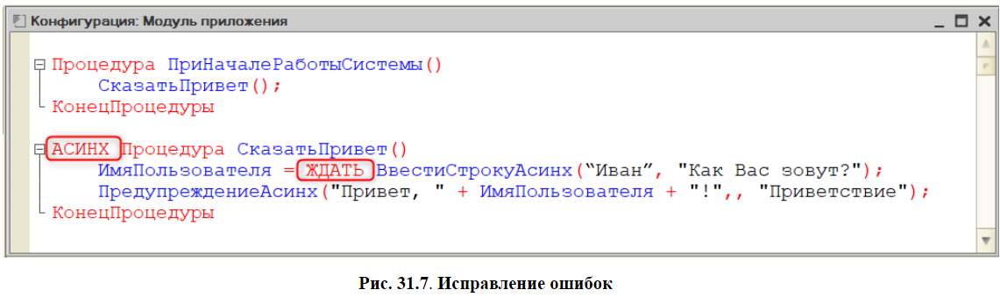 Конфигурация: Модуль приложения
Процедура ПриНачалеРаботыСистемы()
СказатьПривет();
КонецПроцедуры
АСИНХ Процедура СказатьПривет()
ИмяПользователя = ЖДАТЬ ВвестиСтрокуАсинх(“Иван”, "Как Вас зовут?");
ПредупреждениеАсинх("Привет, " + ИмяПользователя + "!",, "Приветствие");
КонецПроцедуры
Рис. 31.7. Исправление ошибок